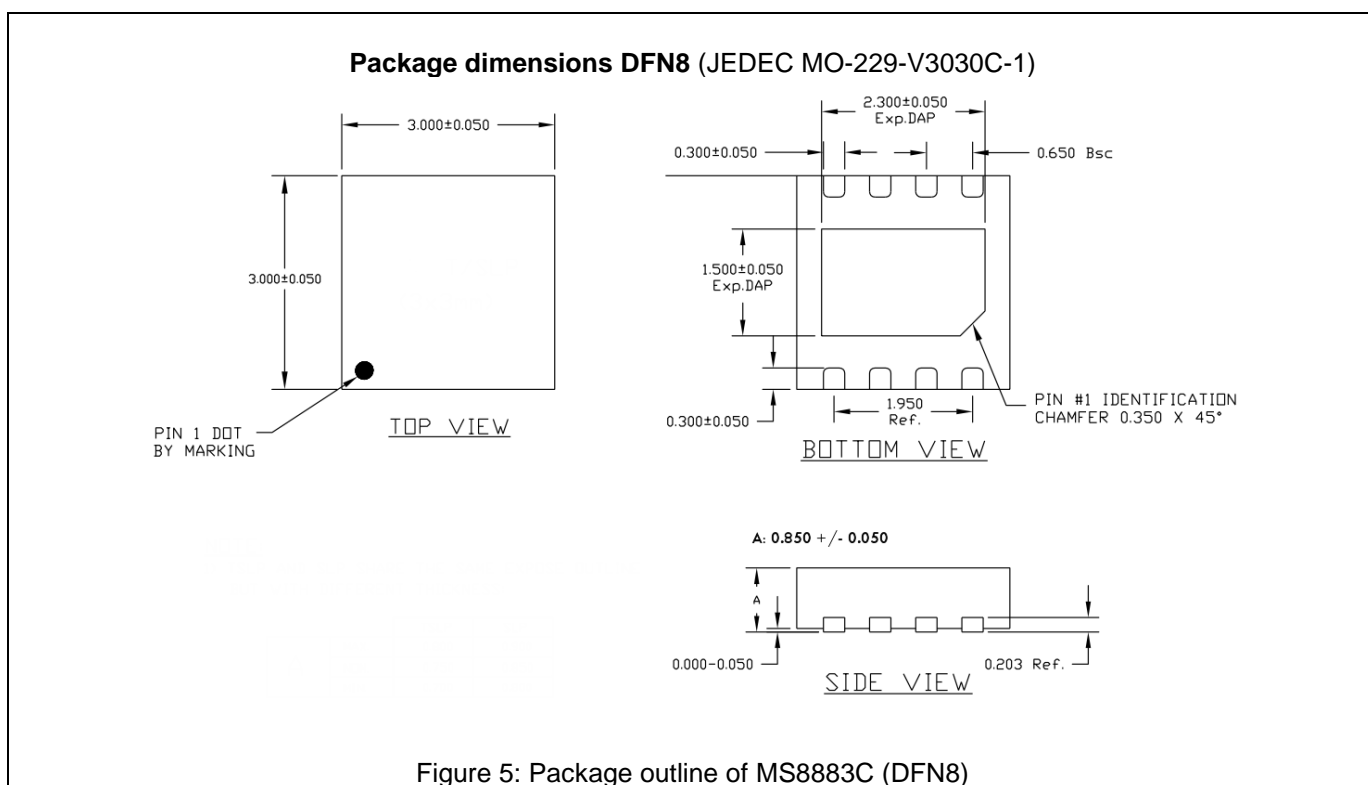 BY MARKING
Package dimensions DFN8 (JEDEC MO-229-V3030C-1)
3.000±0.050
3.000±0.050
PIN 1 DOT
BY MARKING
TOP VIEW
2.300±0.050
Exp.DAP
0.300±0.050
0.650 Bsc
1.500±0.050
Exp.DAP
0.300±0.050
1.950
Ref.
PIN #1 IDENTIFICATION
CHAMFER 0.350 X 45°
BOTTOM VIEW
A: 0.850 +/- 0.050
A
0.000-0.050
0.203 Ref.
SIDE VIEW
Figure 5: Package outline of MS8883C (DFN8)